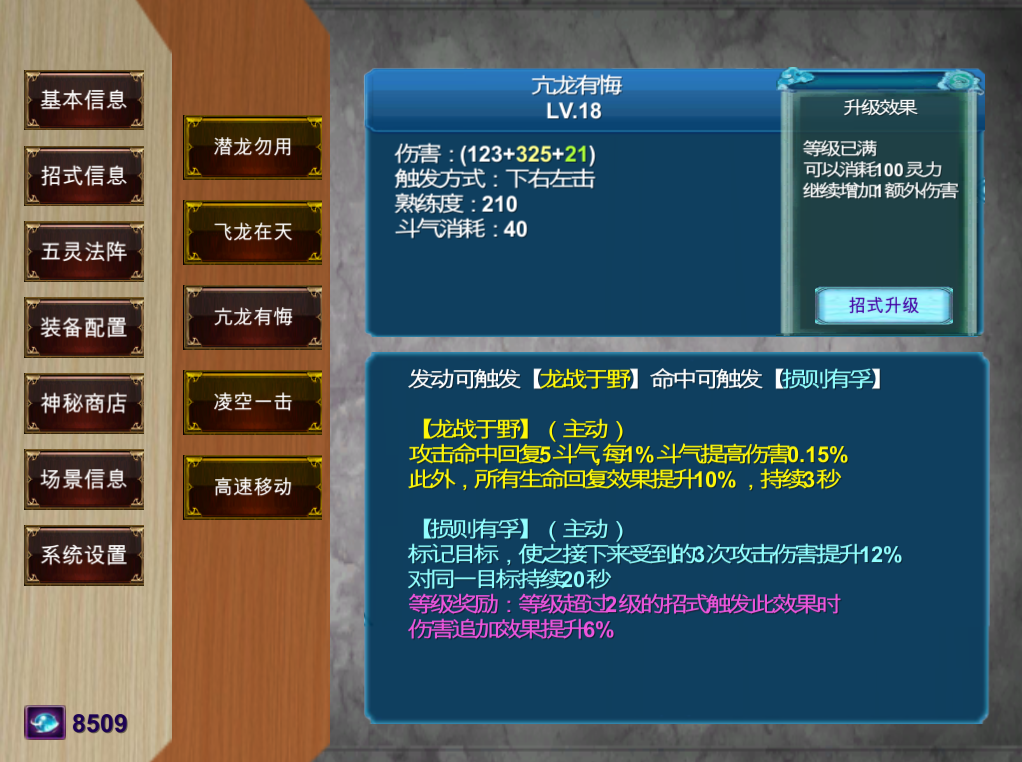 基本信息
招式信息
五灵法阵
装备配置
神秘商店
场景信息
系统设置
8509
潜龙勿用
飞龙在天
亢龙有悔
凌空一击
高速移动
亢龙有悔
LV.18
伤害：(123+325+21)
触发方式：下右左击
熟练度：210
斗气消耗：40
升级效果
等级已满
可以消耗100灵力
继续增加1额外伤害
招式升级
发动可触发【龙战于野】命中可触发【损则有孚】
【龙战于野】（主动）
攻击命中回复5斗气,每1%斗气提高伤害0.15%
此外，所有生命回复效果提升10%，持续3秒
【损则有孚】（主动）
标记目标，使之接下来受到的3次攻击伤害提升12%
对同一目标持续20秒
等级奖励：等级超过2级的招式触发此效果时
伤害追加效果提升6%